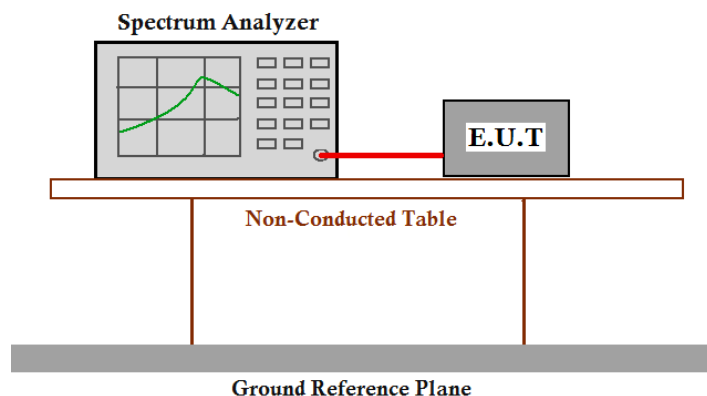 Spectrum Analyzer
E.U.T
Non-Conducted Table
Ground Reference Plane